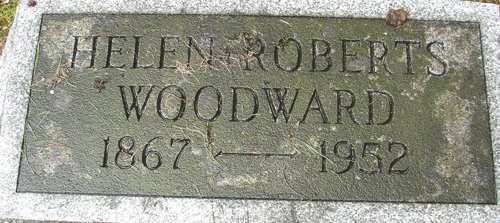 HELEN ROBERTS
WOODWARD
1867 — 1952